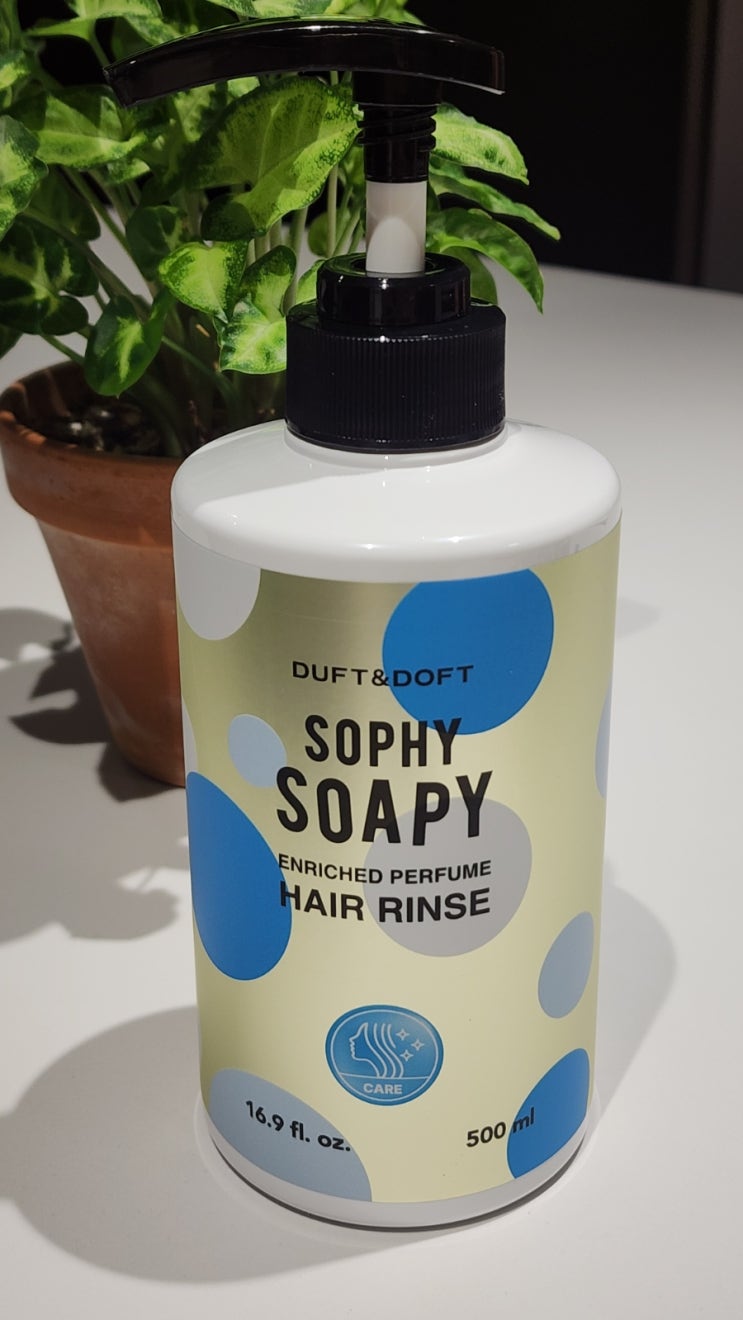 DUFT&DOFT
SOPHY
SOAPY
ENRICHED PERFUME
HAIR RINSE
CARE
16.9 fl. oz. 500 ml